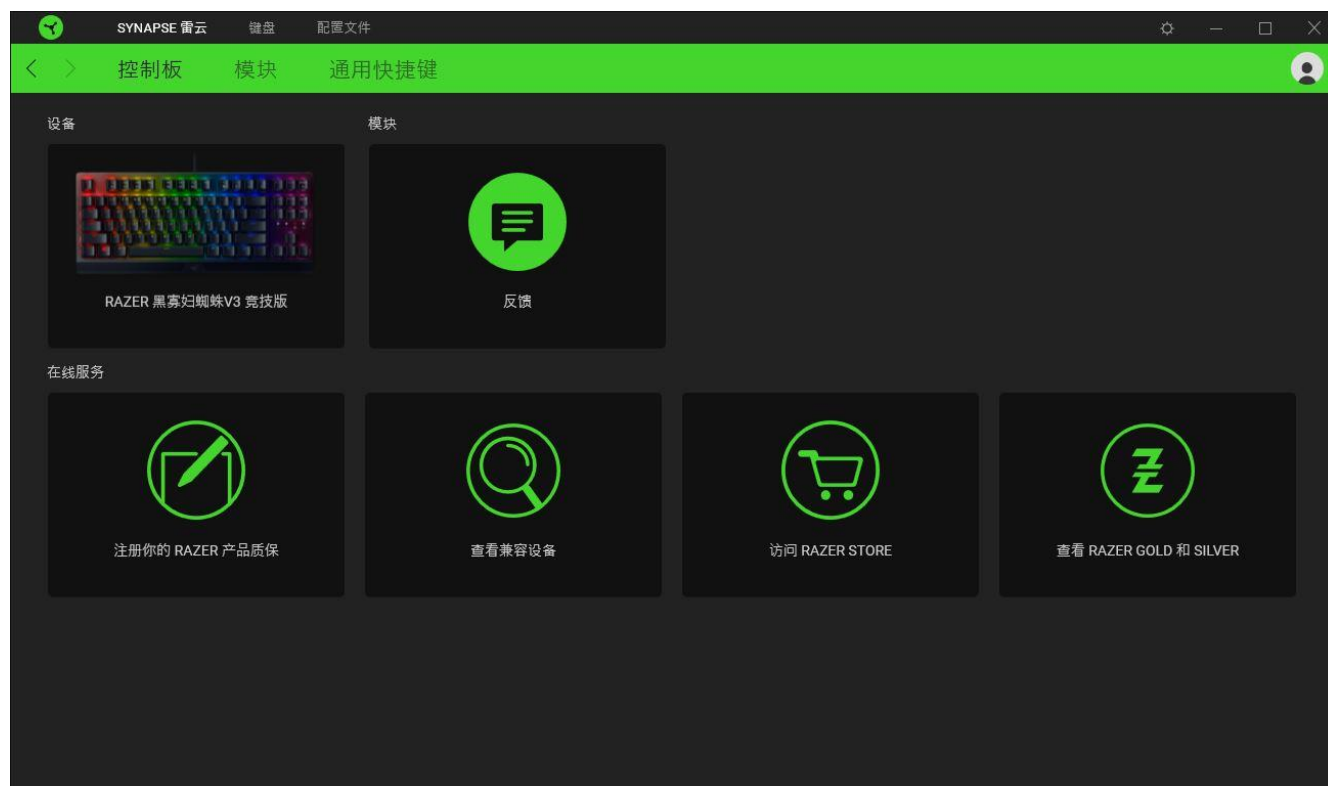 SYNAPSE 雷云 键盘 配置文件
控制板 模块 通用快捷键
设备 模块
RAZER 黑寡妇蜘蛛V3 竞技版 反馈
在线服务
注册你的 RAZER 产品质保 查看兼容设备 访问 RAZER STORE 查看 RAZER GOLD 和 SILVER